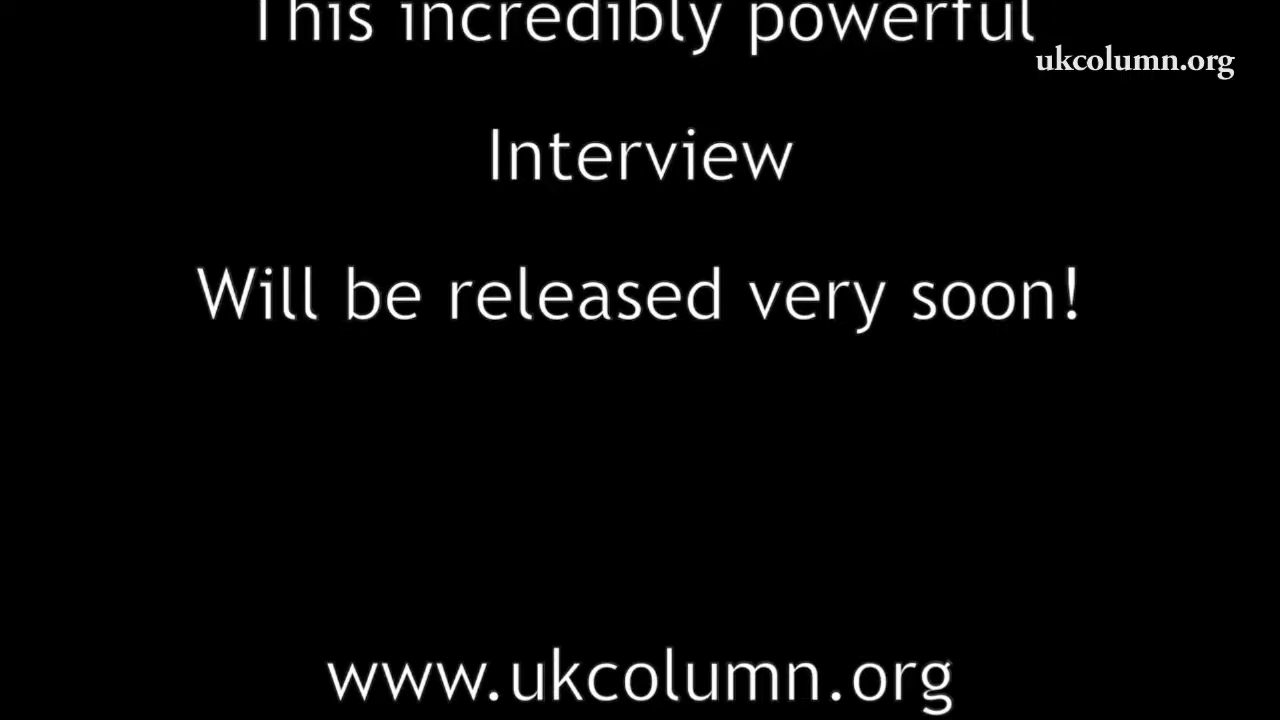 This incredibly powerful
ukcolumn.org
Interview
Will be released very soon!
www.ukcolumn.org